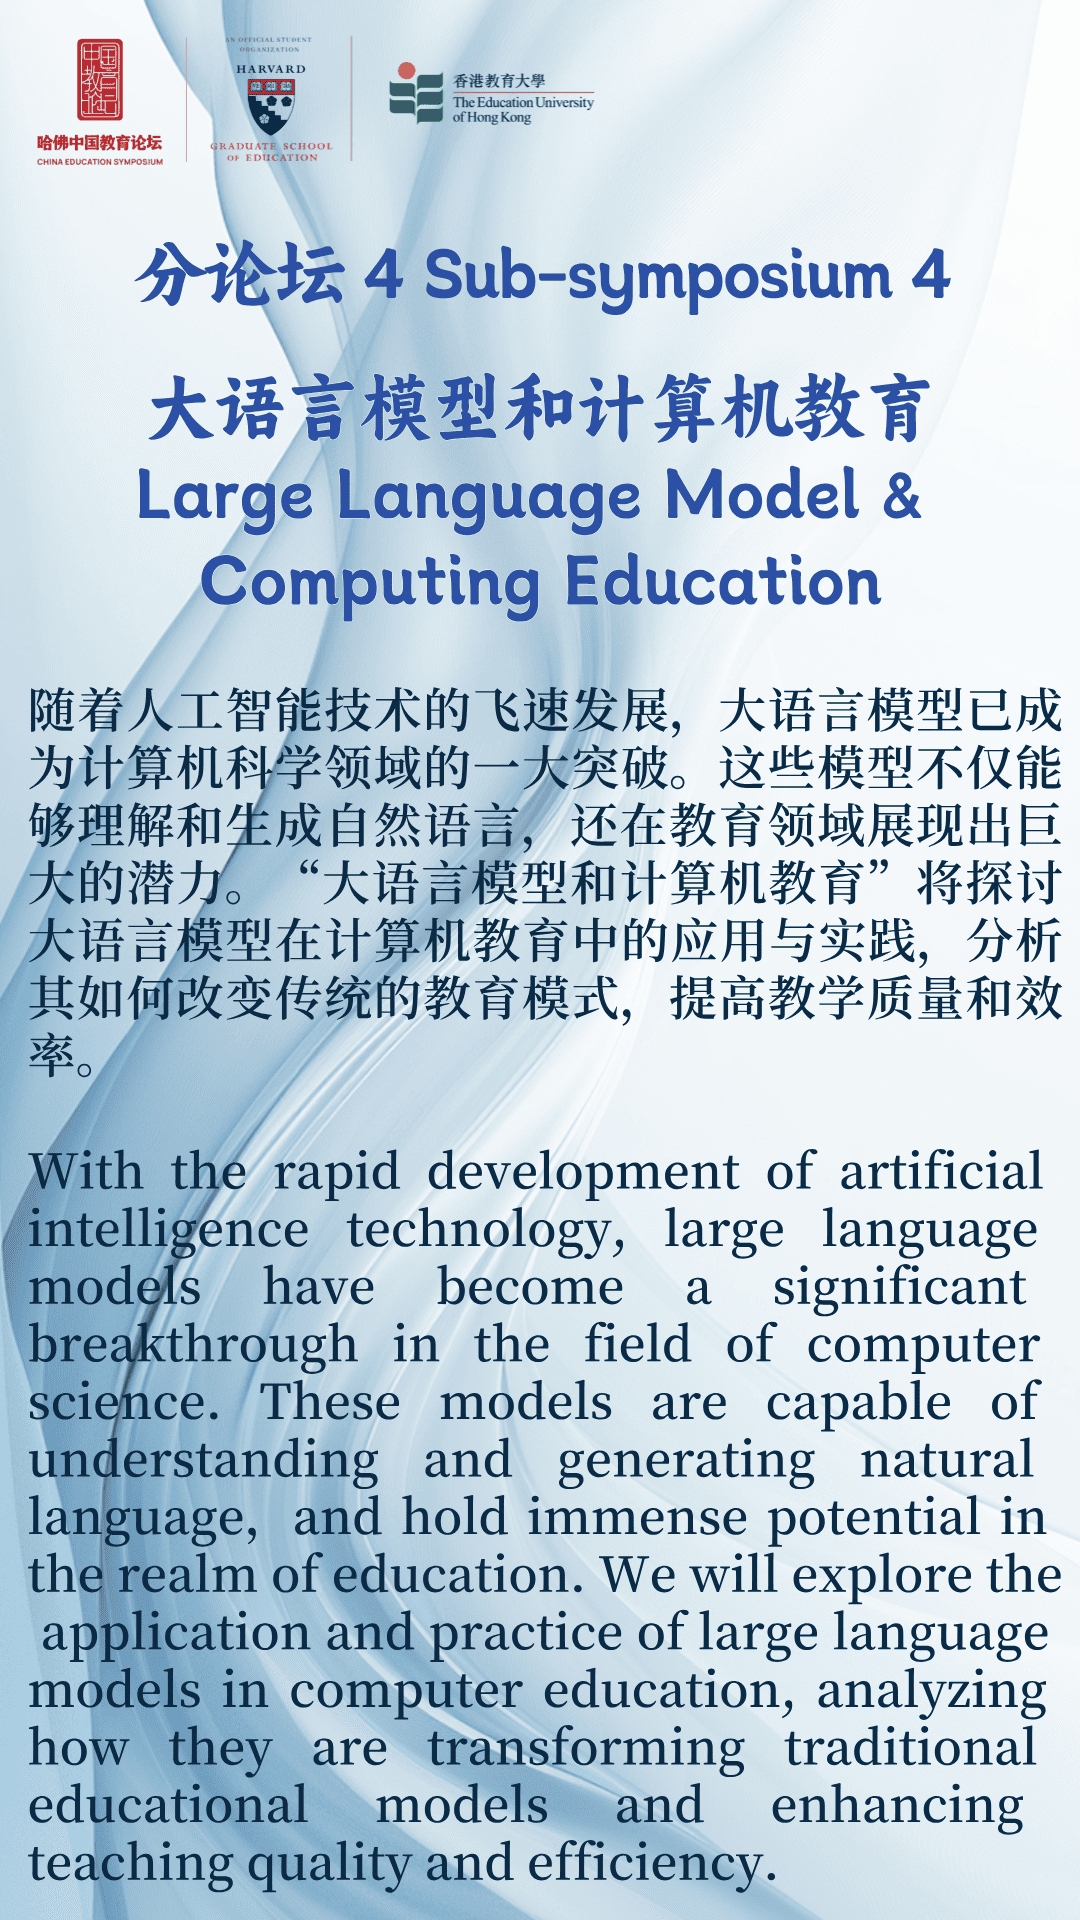 中国教育论坛
哈佛中国教育论坛
CHINA EDUCATION SYMPOSIUM
AN OFFICIAL STUDENT
ORGANIZATION
HARVARD
GRADUATE SCHOOL
OF EDUCATION
香港教育大學
The Education University
of Hong Kong
分论坛 4 Sub-symposium 4
大语言模型和计算机教育
Large Language Model &
Computing Education
随着人工智能技术的飞速发展，大语言模型已成
为计算机科学领域的一大突破。这些模型不仅能
够理解和生成自然语言，还在教育领域展现出巨
大的潜力。“大语言模型和计算机教育”将探讨
大语言模型在计算机教育中的应用与实践，分析
其如何改变传统的教育模式，提高教学质量和效
率。
With the rapid development of artificial
intelligence technology, large language
models have become a significant
breakthrough in the field of computer
science. These models are capable of
understanding and generating natural
language, and hold immense potential in
the realm of education. We will explore the
application and practice of large language
models in computer education, analyzing
how they are transforming traditional
educational models and enhancing
teaching quality and efficiency.